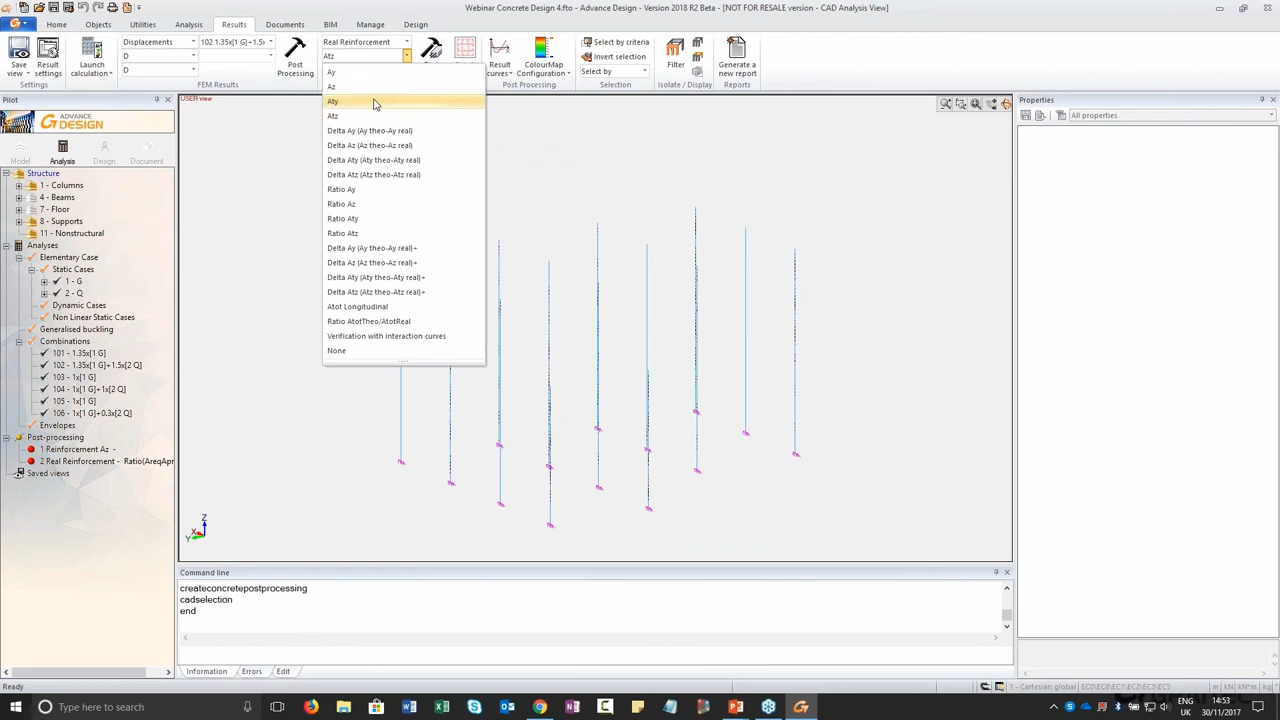 Webinar Concrete Design 4.fto - Advance Design - Version 2018 R2 Beta - [NOT FOR RESALE version - CAD Analysis View]
Home
Objects
Utilities
Analysis
Results
Documents
BIM
Manage
Design
Save view
Result settings
Settings
Launch calculation
Displacements
D
D
102 1.35x[1 G]+1.5
FEM Results
Post Processing
Real Reinforcement
Atz
Result curves
ColourMap Configuration
Post Processing
Select by criteria
Invert selection
Select by
Selection
Filter
Isolate / Display
Generate a new report
Reports
Pilot
ADVANCE
DESIGN
Model
Analysis
Design
Document
Structure
1 - Columns
4 - Beams
7 - Floor
8 - Supports
11 - Nonstructural
Analyses
Elementary Case
Static Cases
1 - G
2 - Q
Dynamic Cases
Non Linear Static Cases
Generalised buckling
Combinations
101 - 1.35x[1 G]
102 - 1.35x[1 G]+1.5x[2 Q]
103 - 1x[1 G]
104 - 1x[1 G]+1x[2 Q]
105 - 1x[1 G]
106 - 1x[1 G]+0.3x[2 Q]
Envelopes
Post-processing
1 Reinforcement Az -
2 Real Reinforcement - Ratio(AreqApr
Saved views
USER view
Ay
Az
Aty
Atz
Delta Ay (Ay theo-Ay real)
Delta Az (Az theo-Az real)
Delta Aty (Aty theo-Aty real)
Delta Atz (Atz theo-Atz real)
Ratio Ay
Ratio Az
Ratio Aty
Ratio Atz
Delta Ay (Ay theo-Ay real)+
Delta Az (Az theo-Az real)+
Delta Aty (Aty theo-Aty real)+
Delta Atz (Atz theo-Atz real)+
Atot Longitudinal
Ratio AtotTheo/AtotReal
Verification with interaction curves
None
Z
X
Y
Properties
All properties
Command line
createconcretepostprocessing
cadselection
end
Information
Errors
Edit
Ready
1 - Cartesian global
EC0\EC0\EC1\EC2\EC3\EC5
m
kN
kg
Type here to search
ENG
UK
14:53
30/11/2017